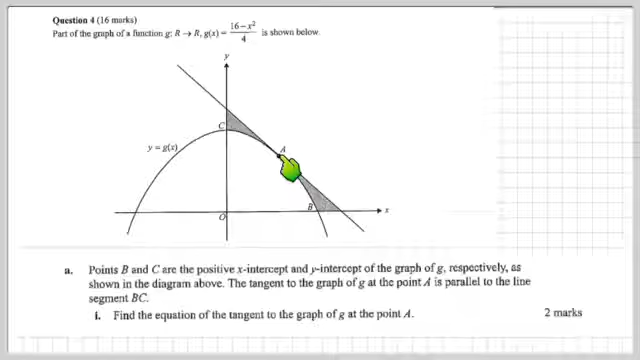 Question 4 (16 marks)
Part of the graph of a function g: R → R, g(x) = (16 − x²)/4 is shown below.
y
C
A
y = g(x)
B
x
O
a. Points B and C are the positive x-intercept and y-intercept of the graph of g, respectively, as
shown in the diagram above. The tangent to the graph of g at the point A is parallel to the line
segment BC.
i. Find the equation of the tangent to the graph of g at the point A. 2 marks